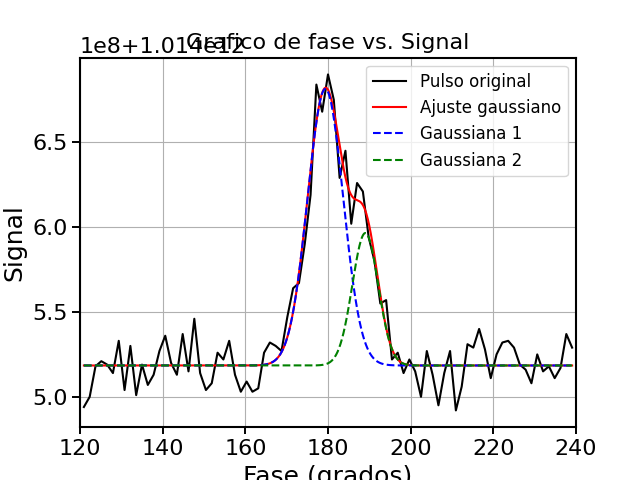 1e8+1.014e12
Grafico de fase vs. Signal
Pulso original
Ajuste gaussiano
Gaussiana 1
Gaussiana 2
6.5
6.0
5.5
5.0
Signal
120 140 160 180 200 220 240
Fase (grados)